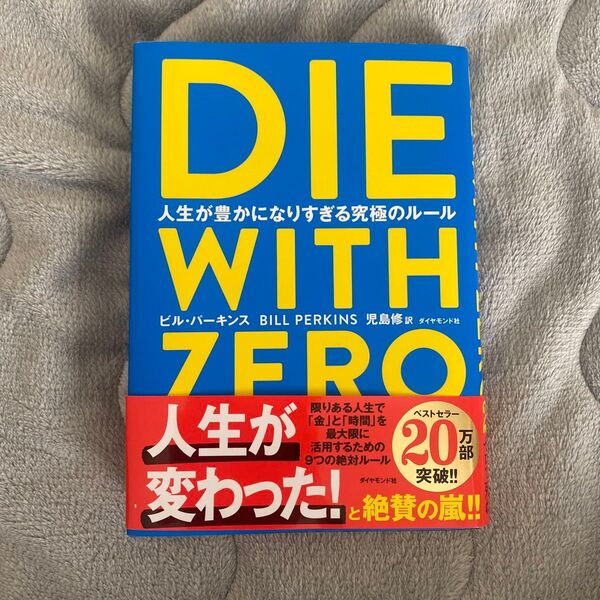 DIE
人生が豊かになりすぎる究極のルール
WITH
ビル・パーキンス BILL PERKINS 児島修 訳 ダイヤモンド社
ZERO
人生が
変わった!
と絶賛の嵐!!
限りある人生で
「金」と「時間」を
最大限に
活用するための
9つの絶対ルール
ダイヤモンド社
ベストセラー
20万部
突破!!